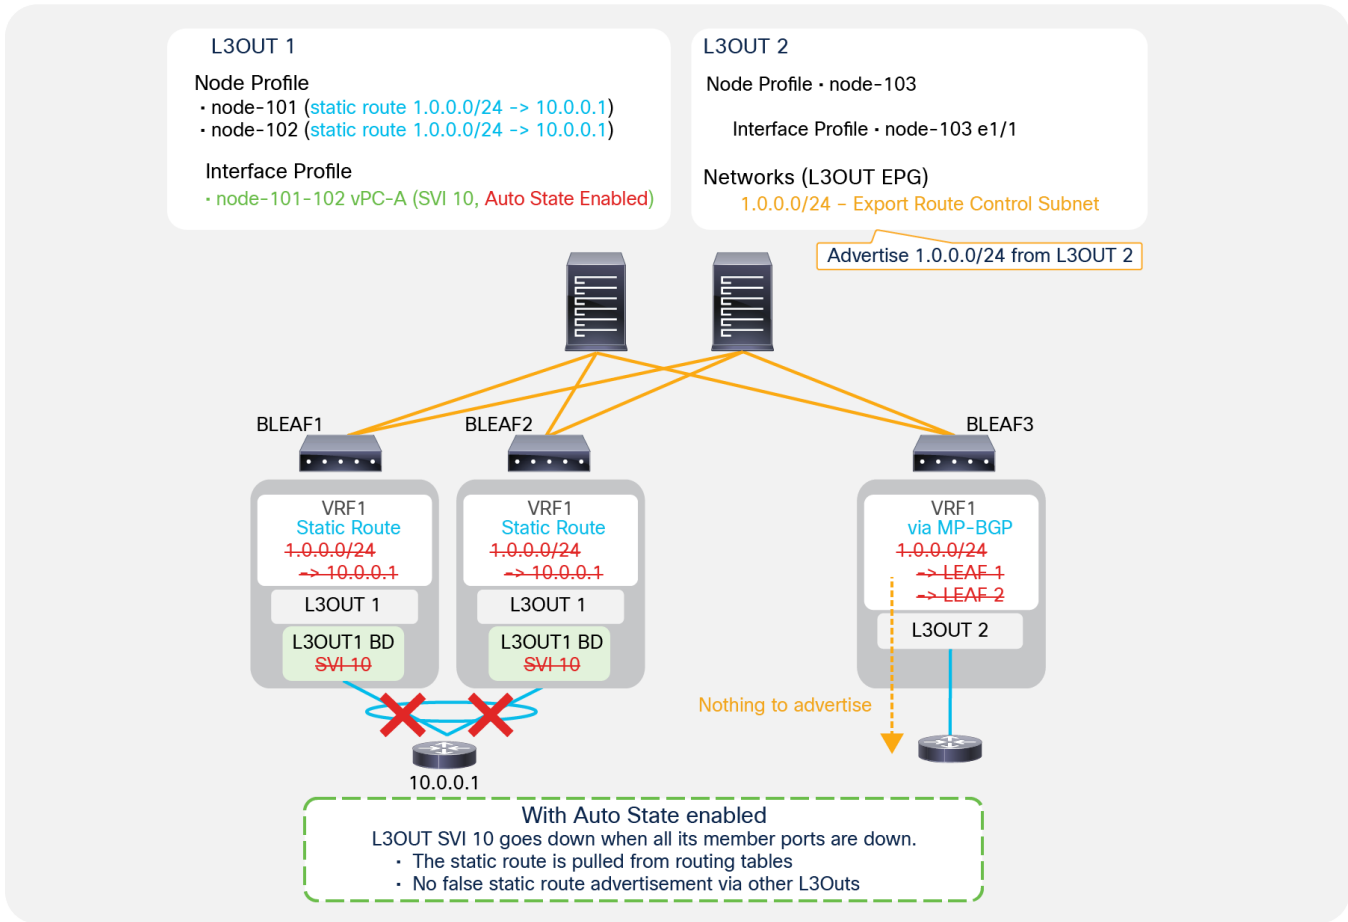 L3OUT 1
Node Profile
· node-101 (static route 1.0.0.0/24 -> 10.0.0.1)
· node-102 (static route 1.0.0.0/24 -> 10.0.0.1)
Interface Profile
· node-101-102 vPC-A (SVI 10, Auto State Enabled)
L3OUT 2
Node Profile · node-103
Interface Profile · node-103 e1/1
Networks (L3OUT EPG)
1.0.0.0/24 – Export Route Control Subnet
Advertise 1.0.0.0/24 from L3OUT 2
BLEAF1
BLEAF2
BLEAF3
VRF1
Static Route
1.0.0.0/24
-> 10.0.0.1
L3OUT 1
L3OUT1 BD
SVI 10
VRF1
Static Route
1.0.0.0/24
-> 10.0.0.1
L3OUT 1
L3OUT1 BD
SVI 10
VRF1
via MP-BGP
1.0.0.0/24
-> LEAF 1
-> LEAF 2
L3OUT 2
Nothing to advertise
10.0.0.1
With Auto State enabled
L3OUT SVI 10 goes down when all its member ports are down.
· The static route is pulled from routing tables
· No false static route advertisement via other L3Outs